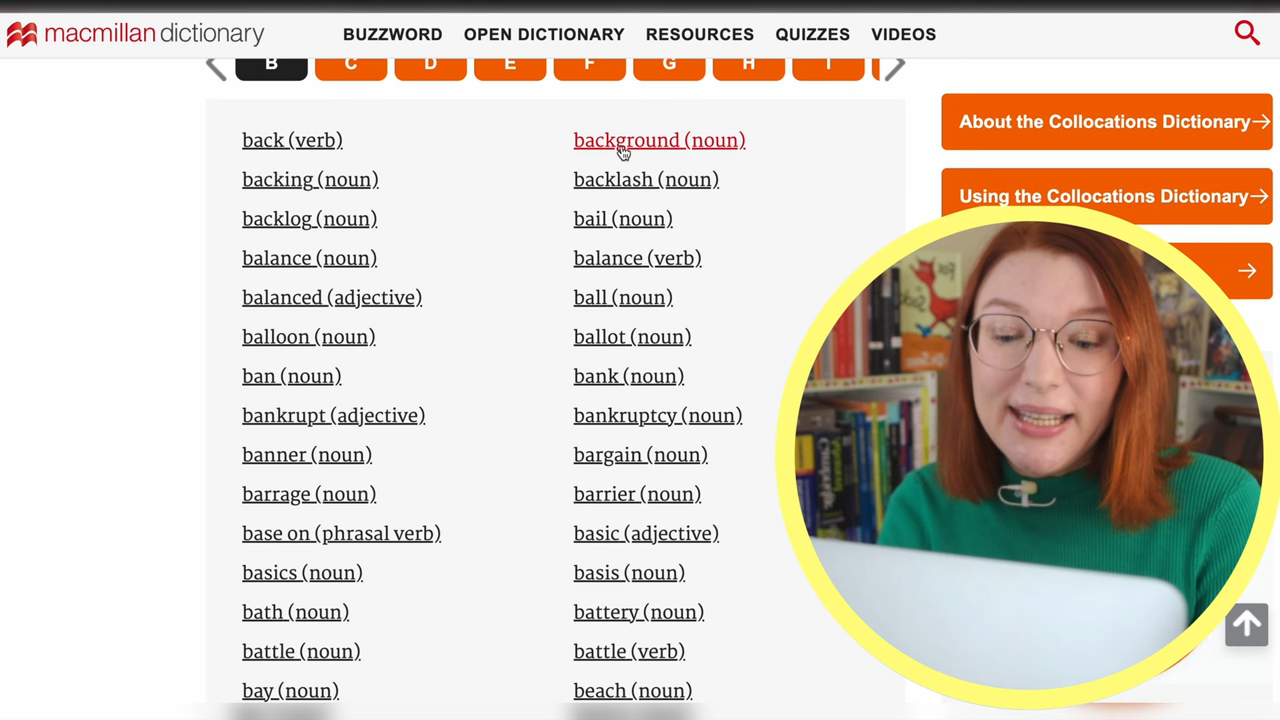 macmillan dictionary
BUZZWORD OPEN DICTIONARY RESOURCES QUIZZES VIDEOS
B C D E F G H I
About the Collocations Dictionary→
Using the Collocations Dictionary→
→
back (verb) background (noun)
backing (noun) backlash (noun)
backlog (noun) bail (noun)
balance (noun) balance (verb)
balanced (adjective) ball (noun)
balloon (noun) ballot (noun)
ban (noun) bank (noun)
bankrupt (adjective) bankruptcy (noun)
banner (noun) bargain (noun)
barrage (noun) barrier (noun)
base on (phrasal verb) basic (adjective)
basics (noun) basis (noun)
bath (noun) battery (noun)
battle (noun) battle (verb)
bay (noun) beach (noun)